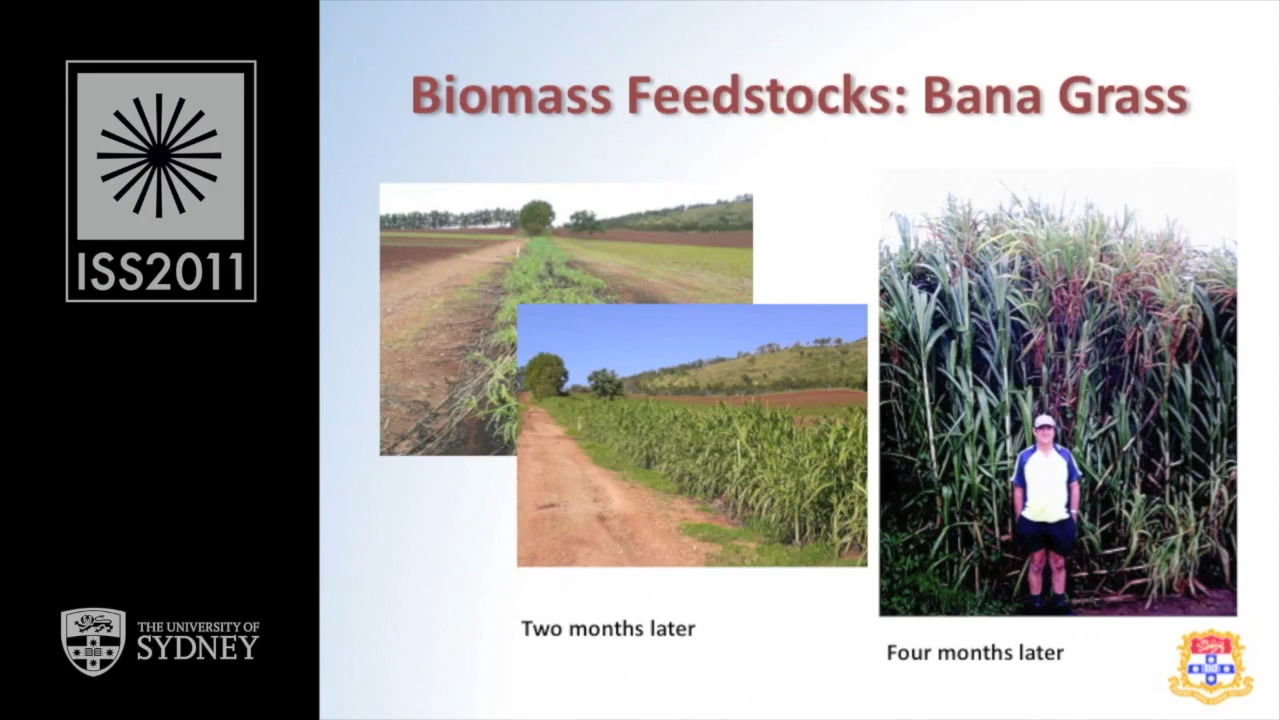 ISS2011
THE UNIVERSITY OF
SYDNEY
Biomass Feedstocks: Bana Grass
Two months later
Four months later